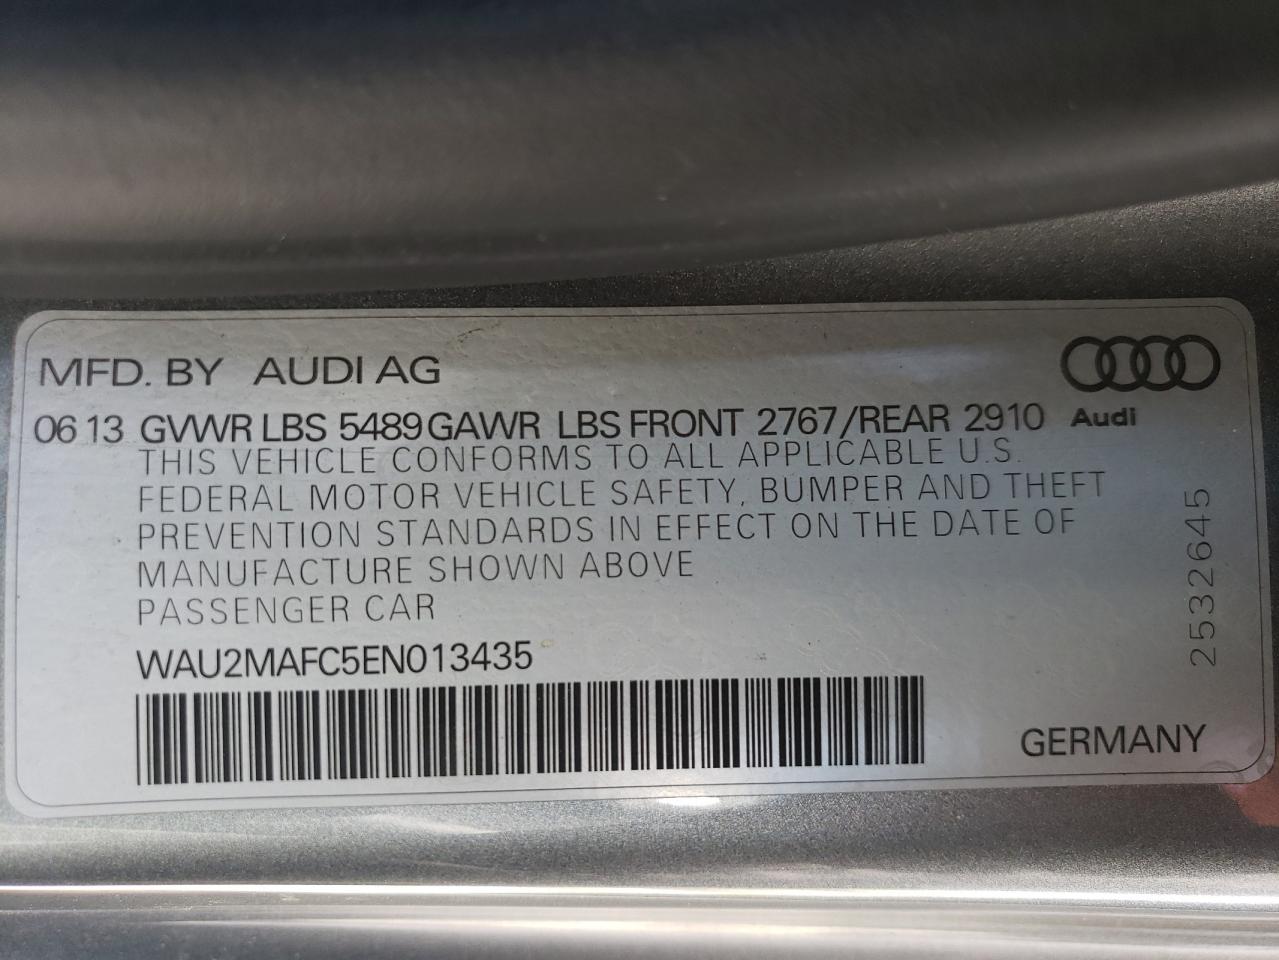 MFD. BY AUDI AG
06 13 GVWR LBS 5489 GAWR LBS FRONT 2767/REAR 2910
Audi
THIS VEHICLE CONFORMS TO ALL APPLICABLE U.S.
FEDERAL MOTOR VEHICLE SAFETY, BUMPER AND THEFT
PREVENTION STANDARDS IN EFFECT ON THE DATE OF
MANUFACTURE SHOWN ABOVE
PASSENGER CAR
WAU2MAFC5EN013435
GERMANY
2532645